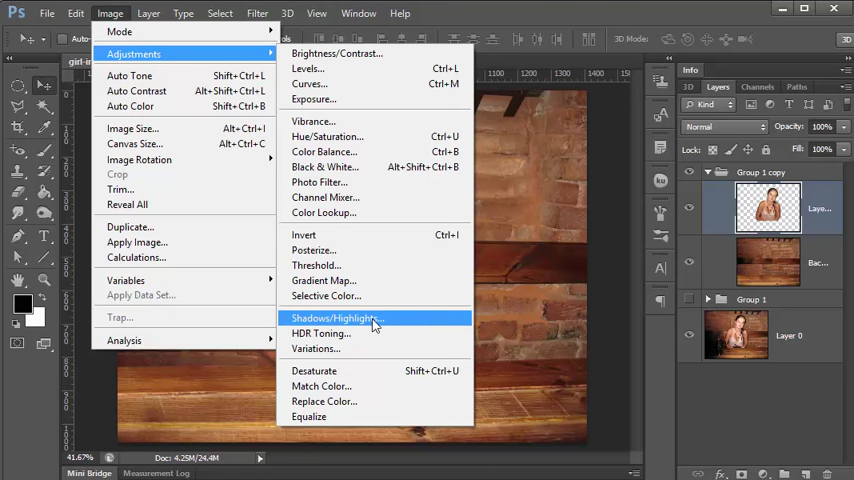 Ps File Edit Image Layer Type Select Filter 3D View Window Help
3D Mode:
3D
girl-in
Mode
Adjustments
Auto Tone Shift+Ctrl+L
Auto Contrast Alt+Shift+Ctrl+L
Auto Color Shift+Ctrl+B
Image Size... Alt+Ctrl+I
Canvas Size... Alt+Ctrl+C
Image Rotation
Crop
Trim...
Reveal All
Duplicate...
Apply Image...
Calculations...
Variables
Apply Data Set...
Trap...
Analysis
Brightness/Contrast...
Levels... Ctrl+L
Curves... Ctrl+M
Exposure...
Vibrance...
Hue/Saturation... Ctrl+U
Color Balance... Ctrl+B
Black & White... Alt+Shift+Ctrl+B
Photo Filter...
Channel Mixer...
Color Lookup...
Invert Ctrl+I
Posterize...
Threshold...
Gradient Map...
Selective Color...
Shadows/Highlights...
HDR Toning...
Variations...
Desaturate Shift+Ctrl+U
Match Color...
Replace Color...
Equalize
1100 1200 1300 1400 1500
Info
3D Layers Channels Paths
Kind
Normal Opacity: 100%
Lock: Fill: 100%
Group 1 copy
Laye...
Bac...
Group 1
Layer 0
ku
41.67% Doc: 4.25M/24.4M
Mini Bridge Measurement Log
fx